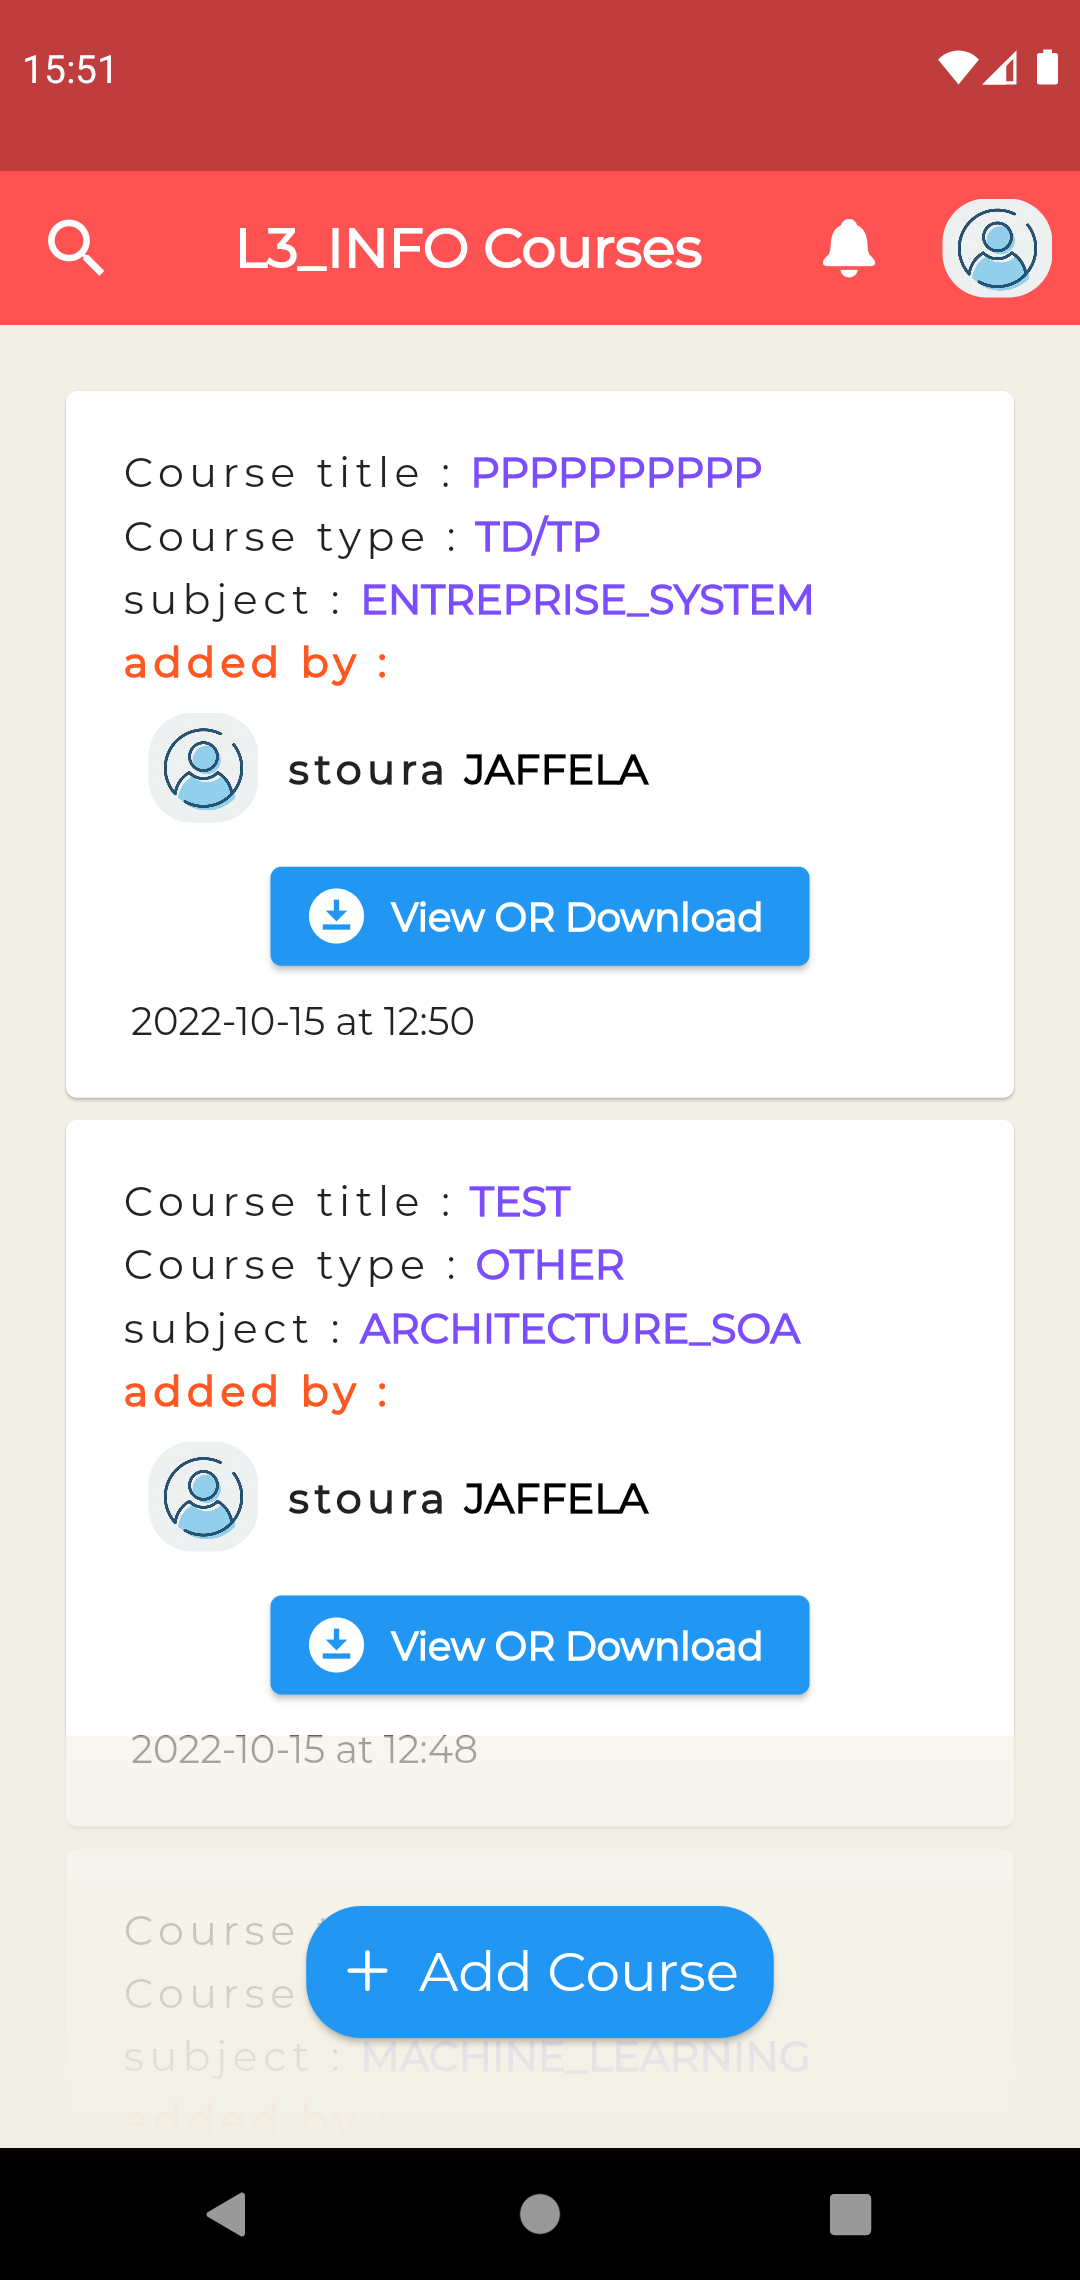 15:51
L3_INFO Courses
Course title : PPPPPPPPPP
Course type : TD/TP
subject : ENTREPRISE_SYSTEM
added by :
stoura JAFFELA
View OR Download
2022-10-15 at 12:50
Course title : TEST
Course type : OTHER
subject : ARCHITECTURE_SOA
added by :
stoura JAFFELA
View OR Download
2022-10-15 at 12:48
Course
Course
Add Course
subject : MACHINE_LEARNING
added by :